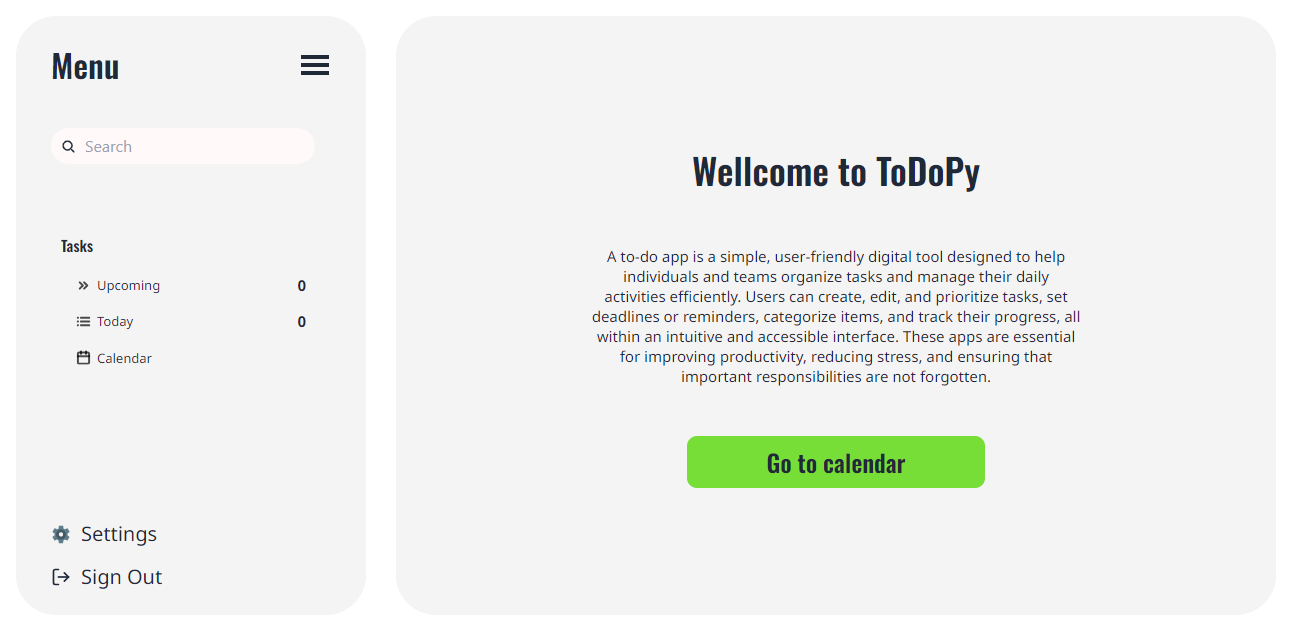 Menu
Search
Tasks
Upcoming 0
Today 0
Calendar
Settings
Sign Out
Wellcome to ToDoPy
A to-do app is a simple, user-friendly digital tool designed to help
individuals and teams organize tasks and manage their daily
activities efficiently. Users can create, edit, and prioritize tasks, set
deadlines or reminders, categorize items, and track their progress, all
within an intuitive and accessible interface. These apps are essential
for improving productivity, reducing stress, and ensuring that
important responsibilities are not forgotten.
Go to calendar